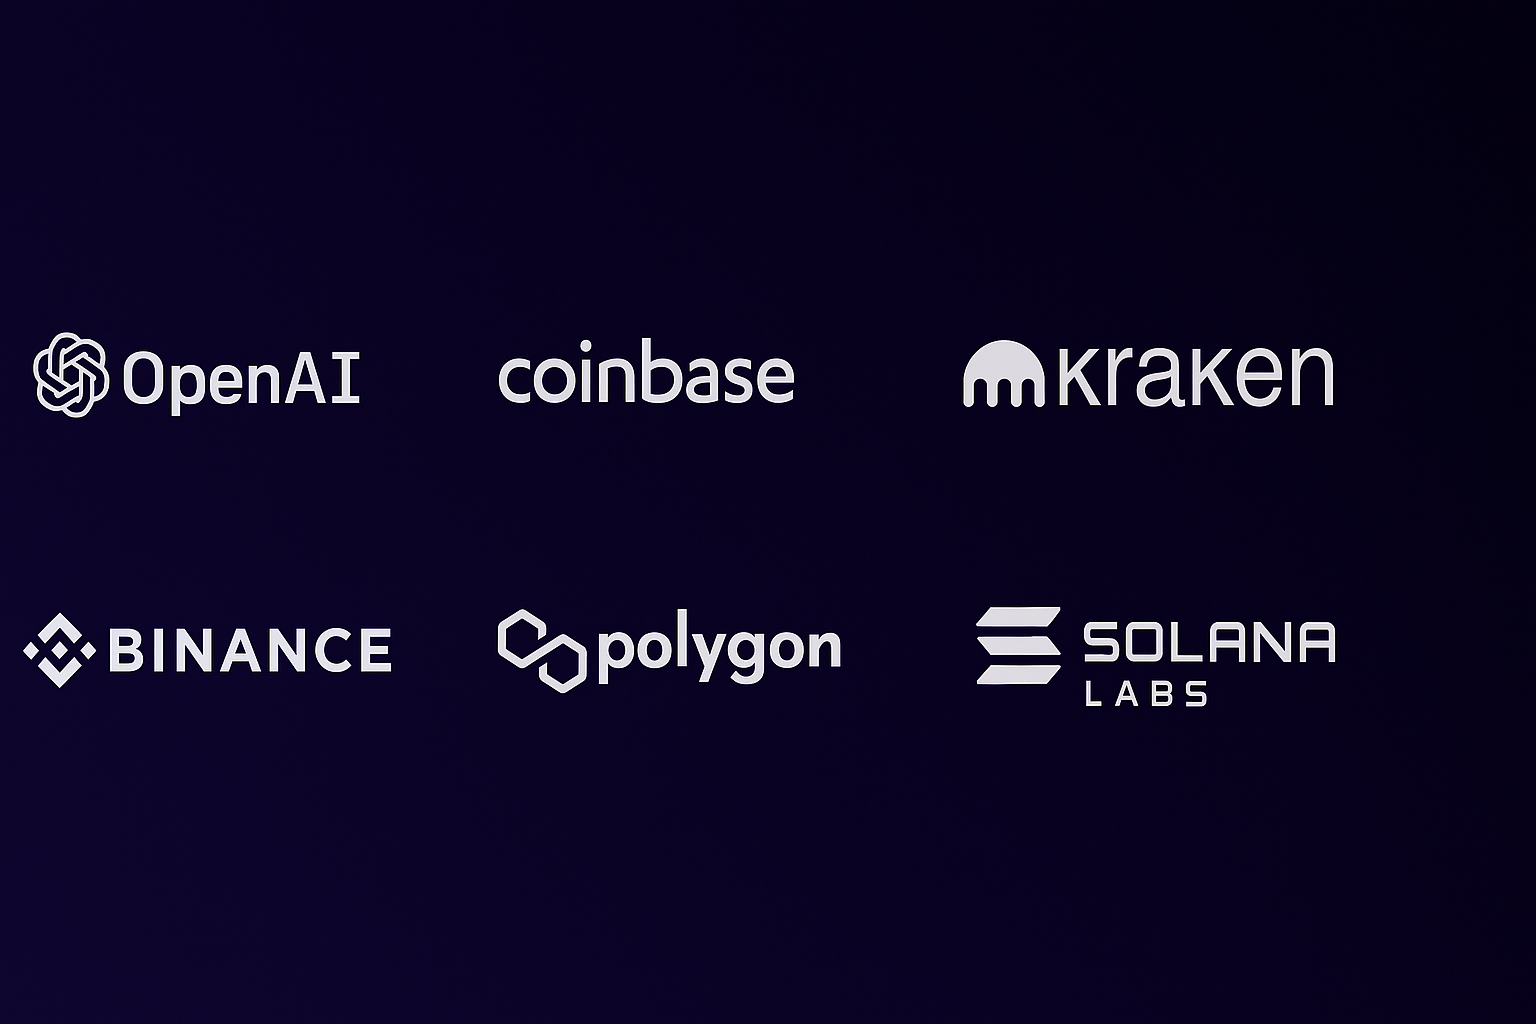 OpenAI
coinbase
kraken
BINANCE
polygon
SOLANA
LABS